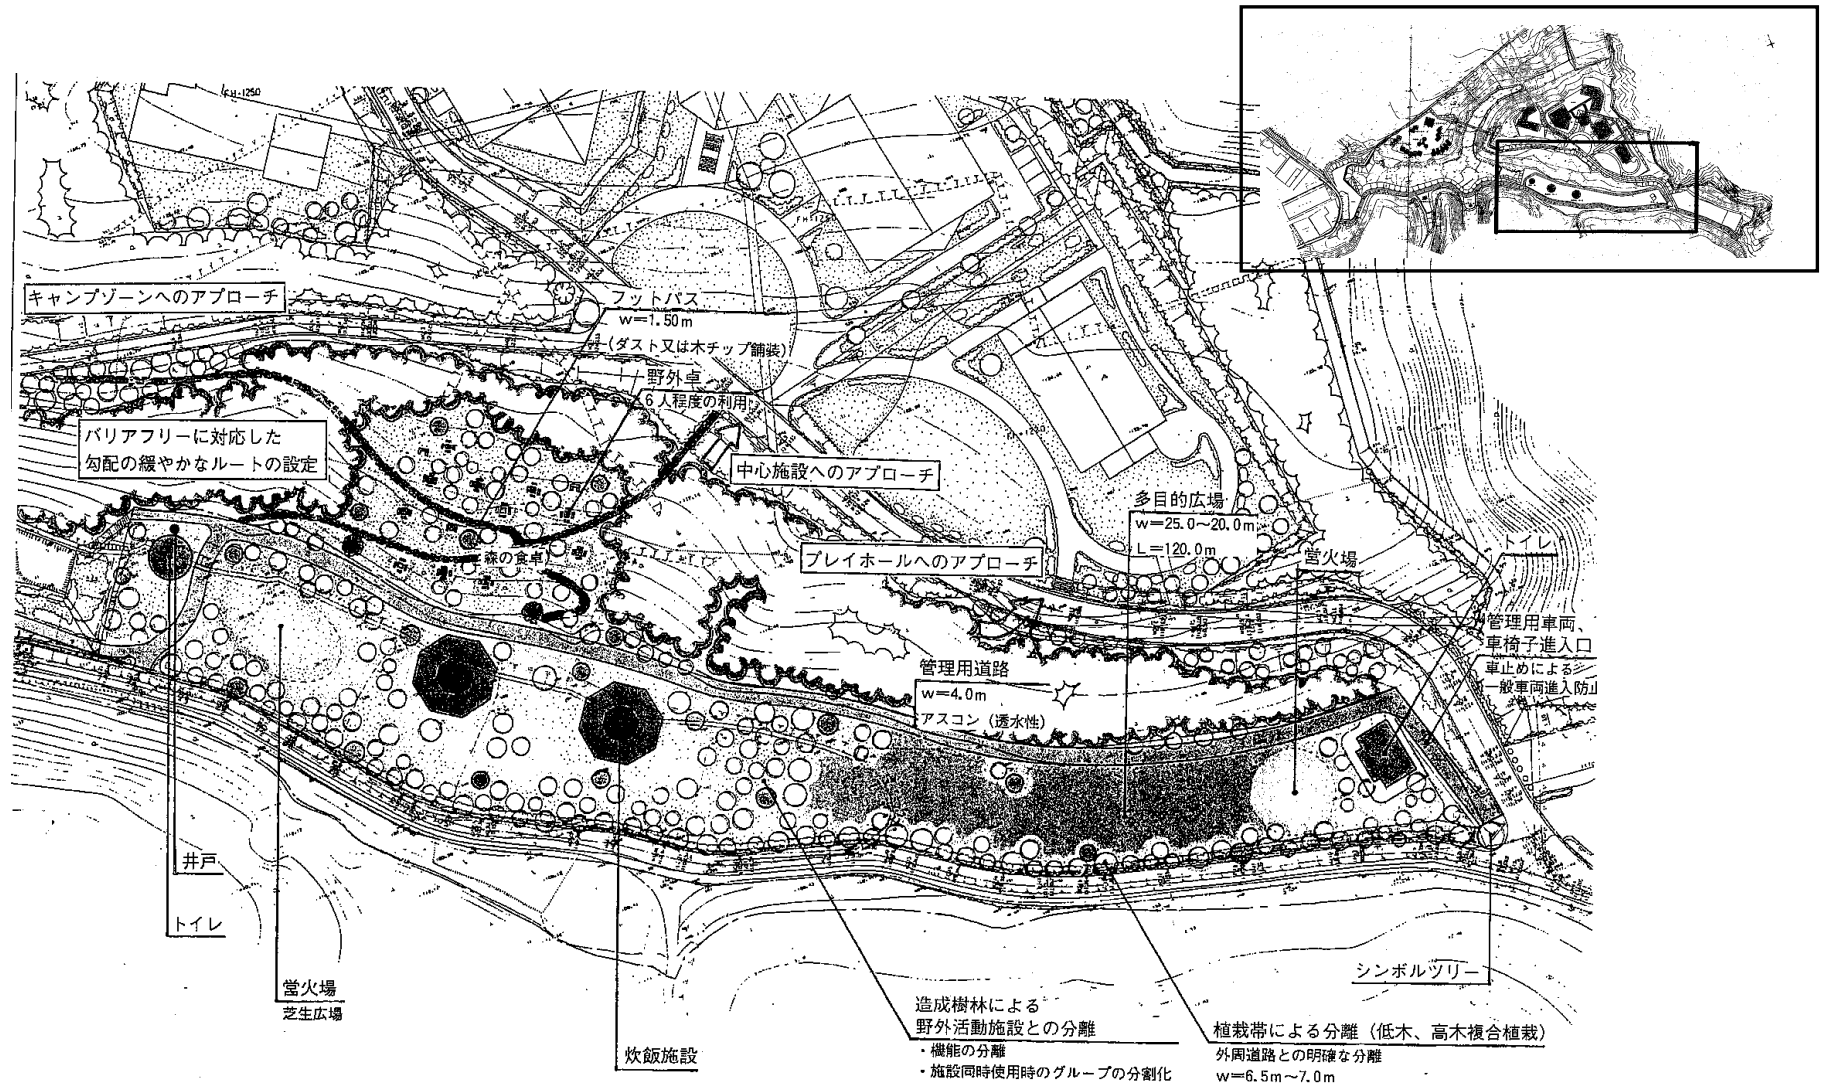 FH-1250
キャンプゾーンへのアプローチ
フットパス
w=1.50m
(ダスト又は木チップ舗装)
野外卓
6人程度の利用
バリアフリーに対応した
勾配の緩やかなルートの設定
中心施設へのアプローチ
多目的広場
w=25.0～20.0m
L=120.0m
プレイホールへのアプローチ
トイレ
営火場
森の食卓
管理用車両、
車椅子進入口
車止めによる
一般車両進入防止
管理用道路
w=4.0m
アスコン（透水性）
井戸
トイレ
営火場
芝生広場
炊飯施設
造成樹林による
野外活動施設との分離
・機能の分離
・施設同時使用時のグループの分割化
シンボルツリー
植栽帯による分離（低木、高木複合植栽）
外周道路との明確な分離
w=6.5m～7.0m